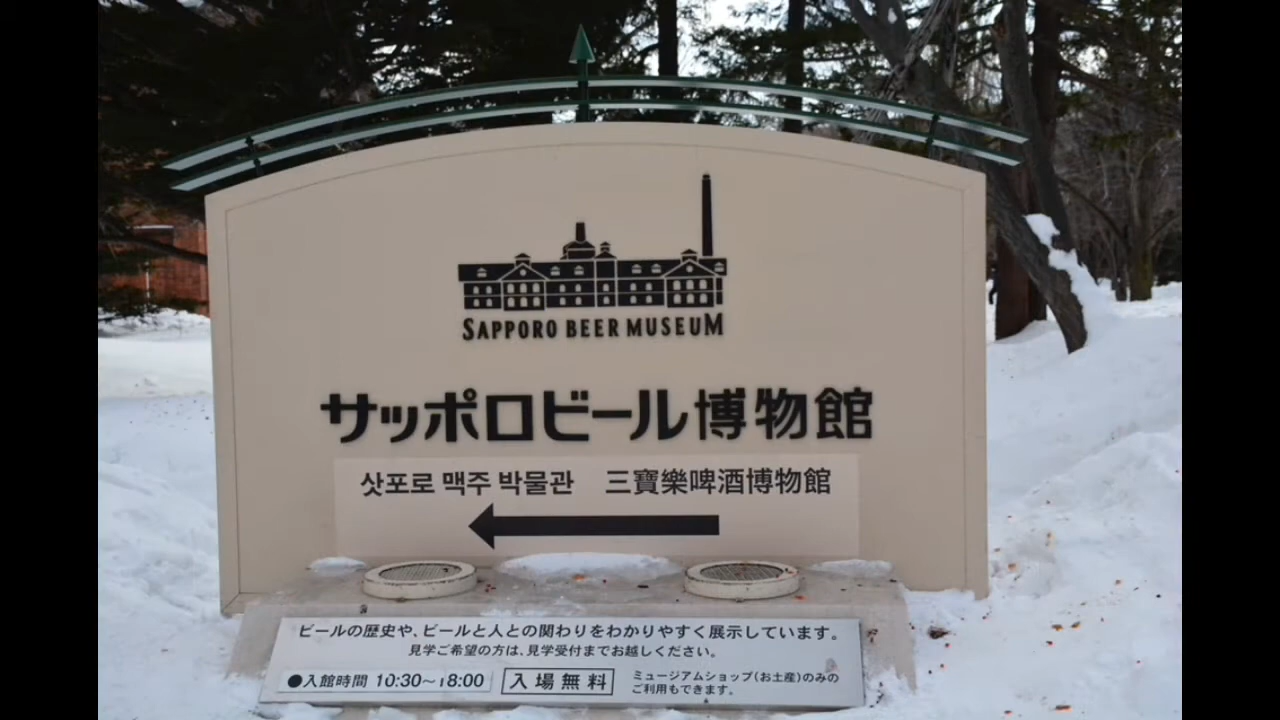 SAPPORO BEER MUSEUM
サッポロビール博物館
삿포로 맥주 박물관 三寶樂啤酒博物館
ビールの歴史や、ビールと人との関わりをわかりやすく展示しています。
見学ご希望の方は、見学受付までお越しください。
●入館時間 10:30~18:00 入場無料 ミュージアムショップ(お土産)のみの
ご利用もできます。